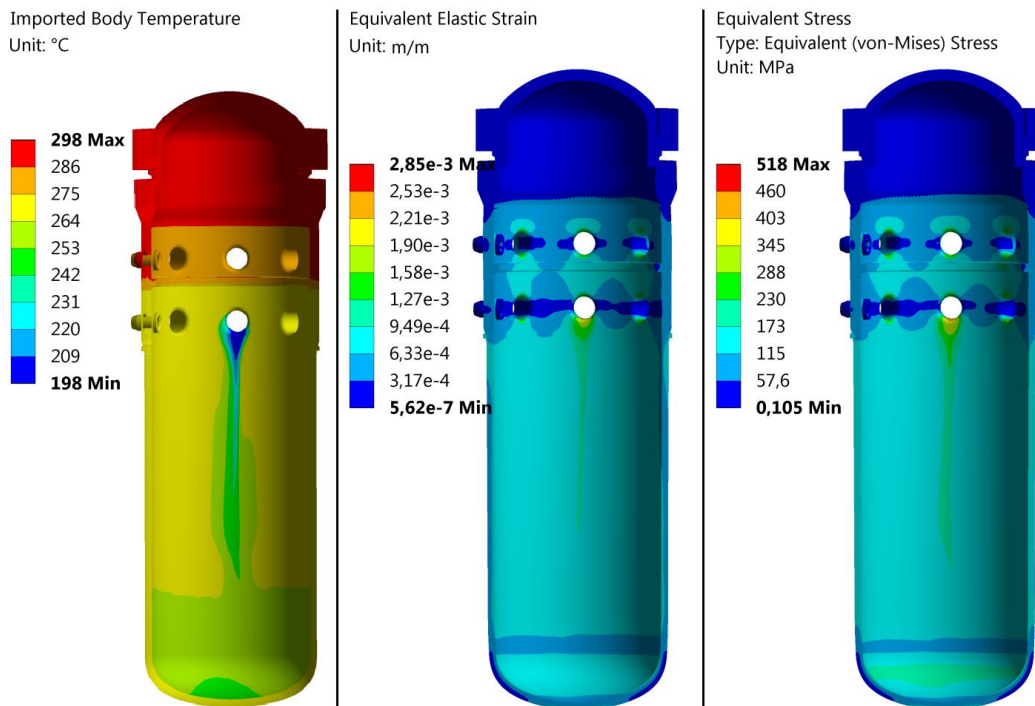 Imported Body Temperature
Unit: °C
298 Max
286
275
264
253
242
231
220
209
198 Min
Equivalent Elastic Strain
Unit: m/m
2,85e-3 Max
2,53e-3
2,21e-3
1,90e-3
1,58e-3
1,27e-3
9,49e-4
6,33e-4
3,17e-4
5,62e-7 Min
Equivalent Stress
Type: Equivalent (von-Mises) Stress
Unit: MPa
518 Max
460
403
345
288
230
173
115
57,6
0,105 Min